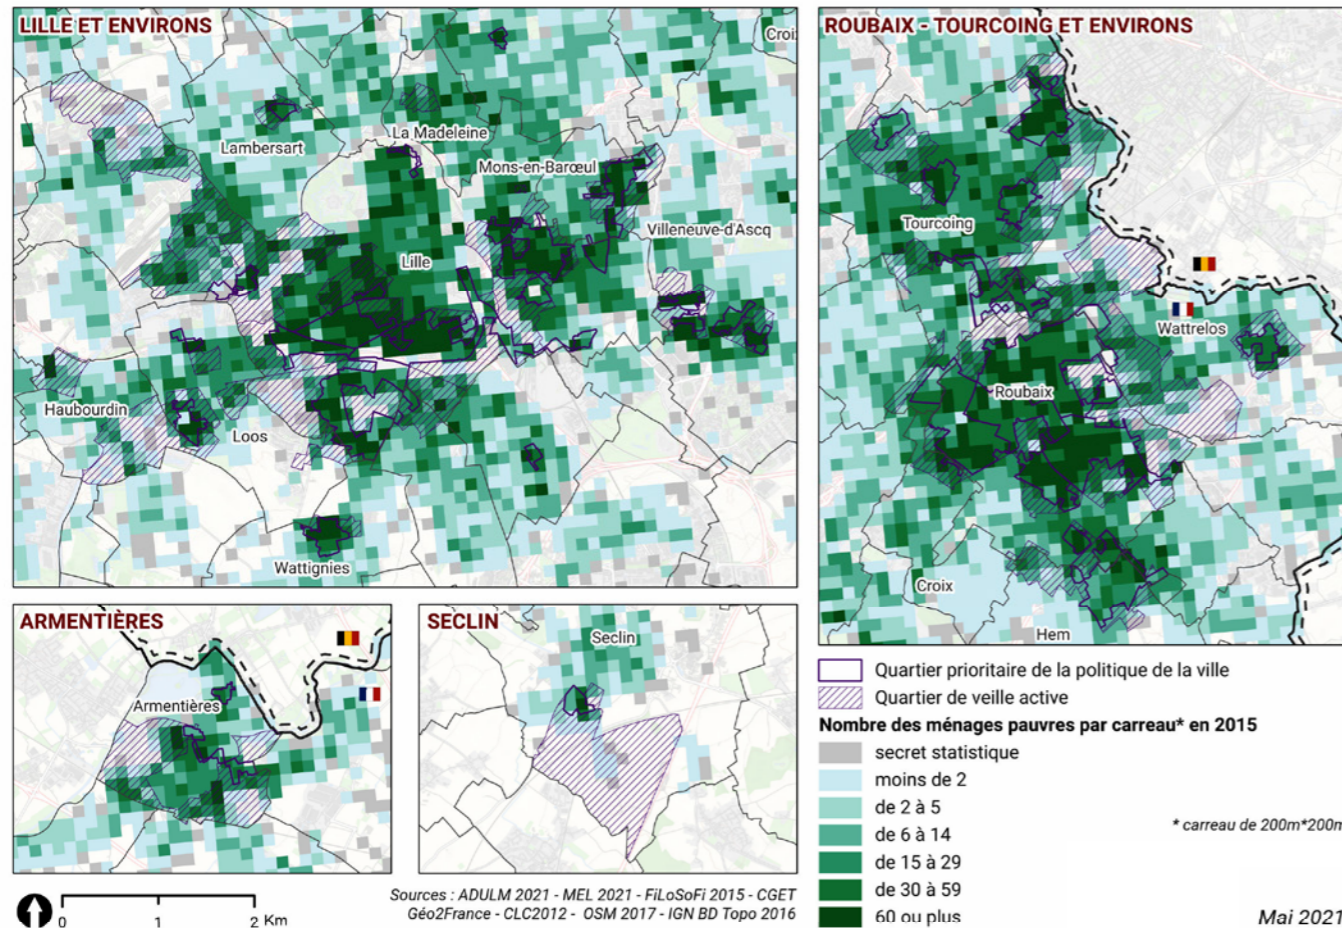 LILLE ET ENVIRONS
Croix
Lambersart
La Madeleine
Mons-en-Barœul
Villeneuve-d'Ascq
Lille
Haubourdin
Loos
Wattignies
ROUBAIX - TOURCOING ET ENVIRONS
Tourcoing
Wattrelos
Roubaix
Croix
Hem
ARMENTIÈRES
Armentières
SECLIN
Seclin
Quartier prioritaire de la politique de la ville
Quartier de veille active
Nombre des ménages pauvres par carreau* en 2015
secret statistique
moins de 2
de 2 à 5
de 6 à 14
de 15 à 29
de 30 à 59
60 ou plus
* carreau de 200m*200m
0 1 2 Km
Sources : ADULM 2021 - MEL 2021 - FiLoSoFi 2015 - CGET
Géo2France - CLC2012 - OSM 2017 - IGN BD Topo 2016
Mai 2021